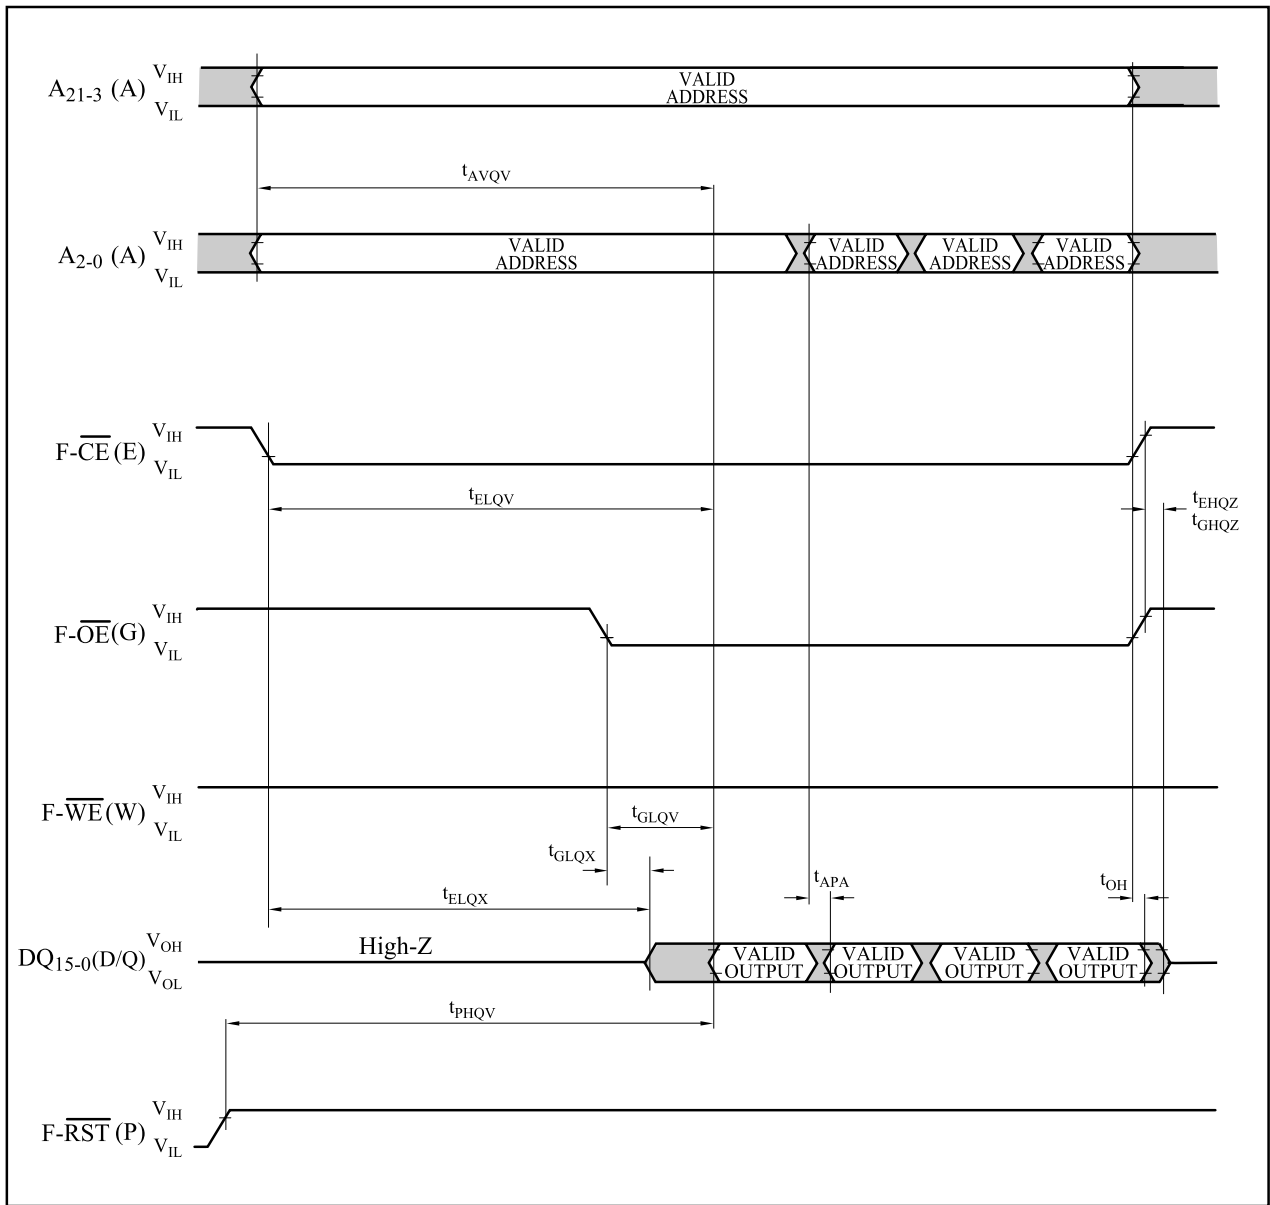 A21-3 (A) VIH
VIL
VALID
ADDRESS
tAVQV
A2-0 (A) VIH
VIL
VALID
ADDRESS
VALID
ADDRESS
VALID
ADDRESS
VALID
ADDRESS
F-CE (E) VIH
VIL
tELQV
tEHQZ
tGHQZ
F-OE (G) VIH
VIL
F-WE (W) VIH
VIL
tGLQV
tGLQX
tELQX
tAPA
tOH
DQ15-0 (D/Q) VOH
VOL
High-Z
VALID
OUTPUT
VALID
OUTPUT
VALID
OUTPUT
VALID
OUTPUT
tPHQV
F-RST (P) VIH
VIL